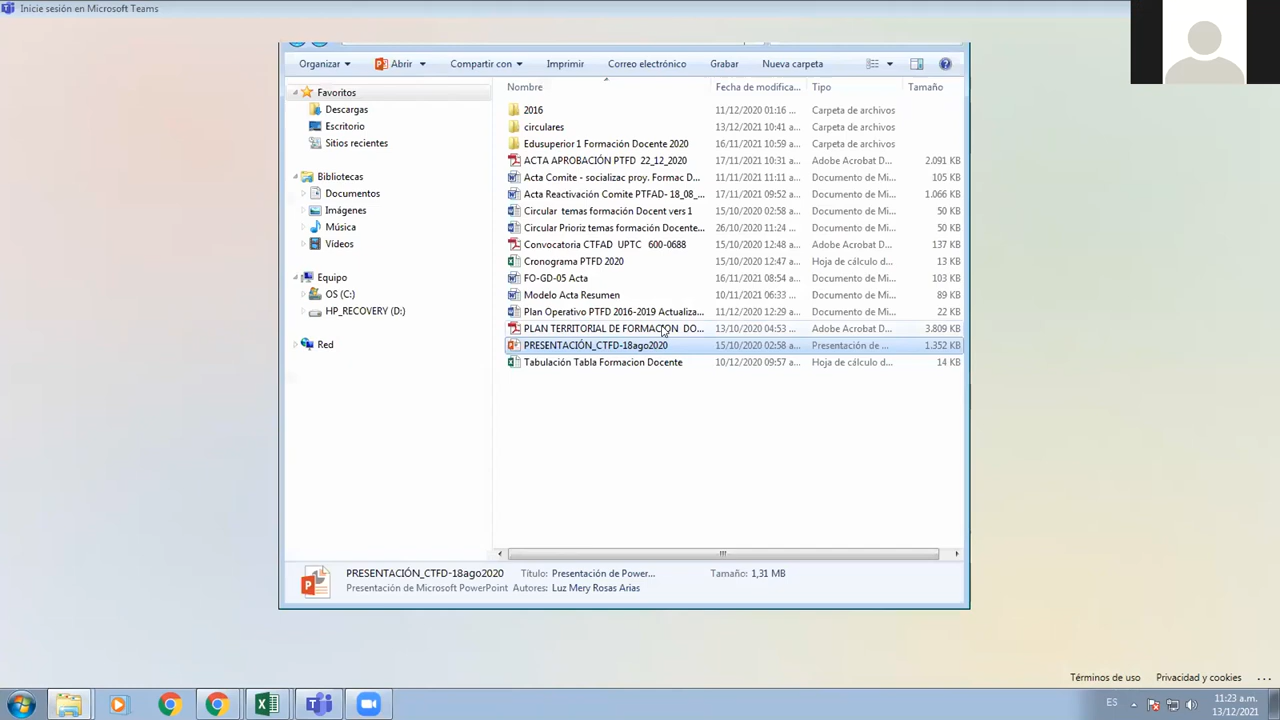 Inicie sesión en Microsoft Teams
Organizar Abrir Compartir con Imprimir Correo electrónico Grabar Nueva carpeta
Favoritos
Descargas
Escritorio
Sitios recientes
Bibliotecas
Documentos
Imágenes
Música
Vídeos
Equipo
OS (C:)
HP_RECOVERY (D:)
Red
Nombre Fecha de modifica... Tipo Tamaño
2016 11/12/2020 01:16 ... Carpeta de archivos
circulares 13/12/2021 10:41 a... Carpeta de archivos
Edusuperior 1 Formación Docente 2020 16/11/2021 10:59 a... Carpeta de archivos
ACTA APROBACIÓN PTFD 22_12_2020 17/11/2021 10:31 a... Adobe Acrobat D... 2.091 KB
Acta Comite - socializac proy. Formac D... 11/11/2021 11:11 a... Documento de Mi... 105 KB
Acta Reactivación Comite PTFAD- 18_08_... 17/11/2021 09:52 a... Documento de Mi... 1.066 KB
Circular temas formación Docent vers 1 15/10/2020 02:58 a... Documento de Mi... 50 KB
Circular Prioriz temas formación Docente... 26/10/2021 11:24 ... Documento de Mi... 50 KB
Convocatoria CTFAD UPTC 600-0688 15/10/2020 12:48 a... Adobe Acrobat D... 137 KB
Cronograma PTFD 2020 15/10/2020 12:47 a... Hoja de cálculo d... 13 KB
FO-GD-05 Acta 16/11/2021 08:54 a... Documento de Mi... 103 KB
Modelo Acta Resumen 10/11/2021 06:33 ... Documento de Mi... 89 KB
Plan Operativo PTFD 2016-2019 Actualiza... 11/12/2020 12:29 a... Documento de Mi... 22 KB
PLAN TERRITORIAL DE FORMACION DO... 13/10/2020 04:53 ... Adobe Acrobat D... 3.809 KB
PRESENTACIÓN_CTFD-18ago2020 15/10/2020 02:58 a... Presentación de ... 1.352 KB
Tabulación Tabla Formacion Docente 10/12/2020 09:57 a... Hoja de cálculo d... 14 KB
PRESENTACIÓN_CTFD-18ago2020 Título: Presentación de Power... Tamaño: 1,31 MB
Presentación de Microsoft PowerPoint Autores: Luz Mery Rosas Arias
Términos de uso Privacidad y cookies ...
ES 11:23 a.m.
13/12/2021